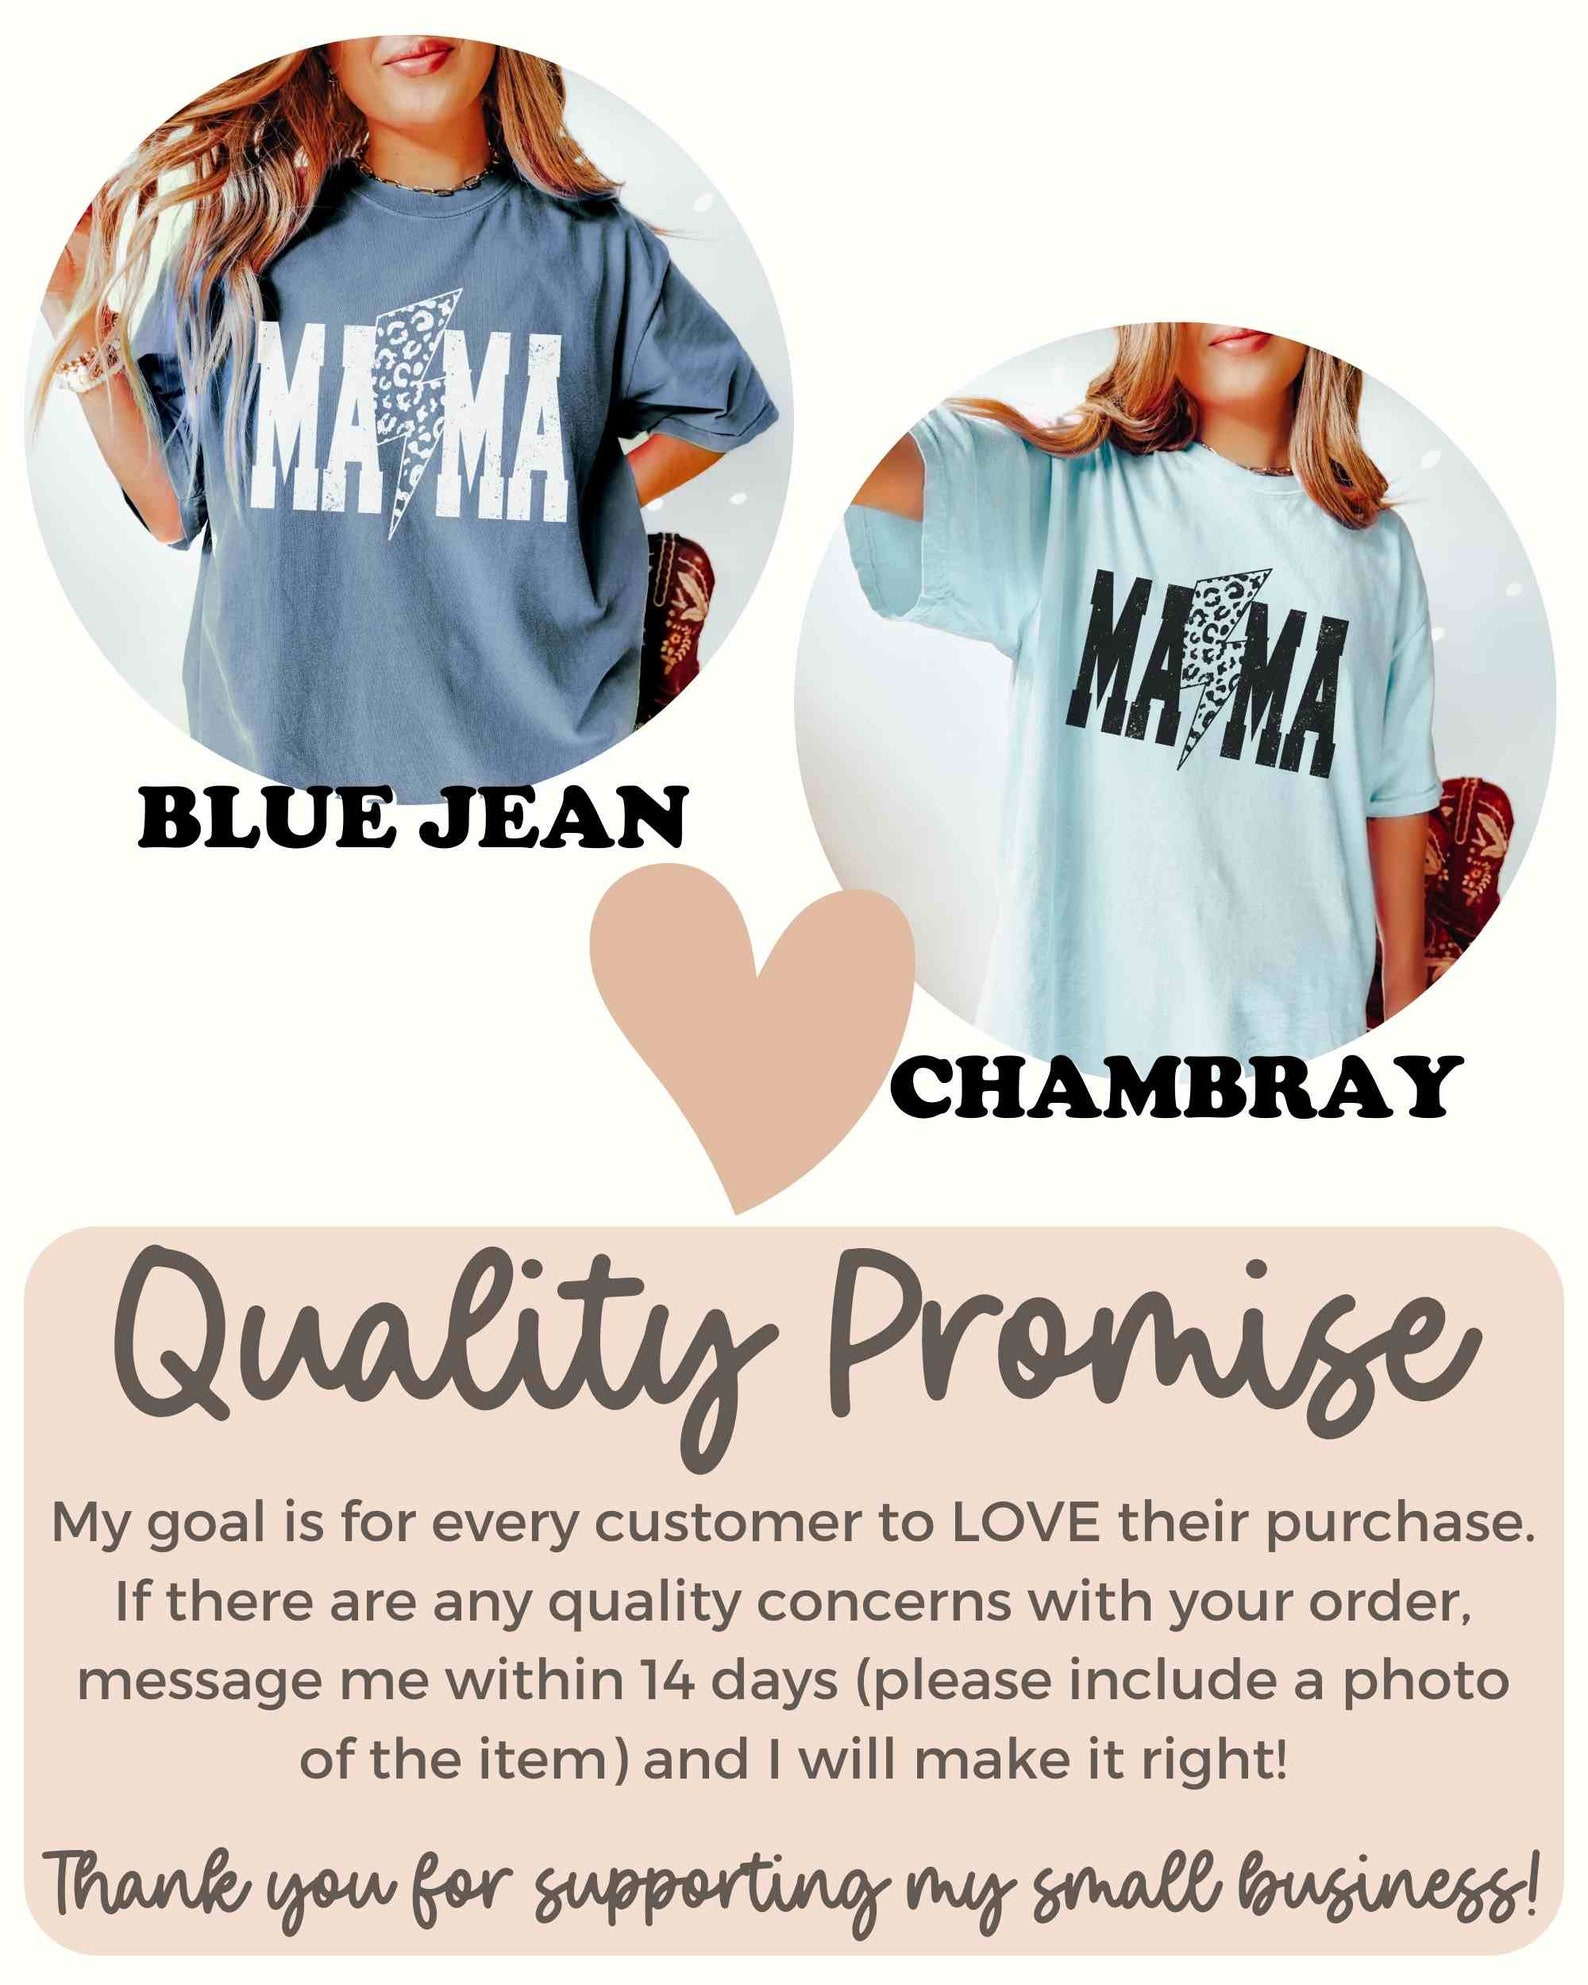 MAMA
BLUE JEAN
MAMA
CHAMBRAY
Quality Promise
My goal is for every customer to LOVE their purchase.
If there are any quality concerns with your order,
message me within 14 days (please include a photo
of the item) and I will make it right!
Thank you for supporting my small business!